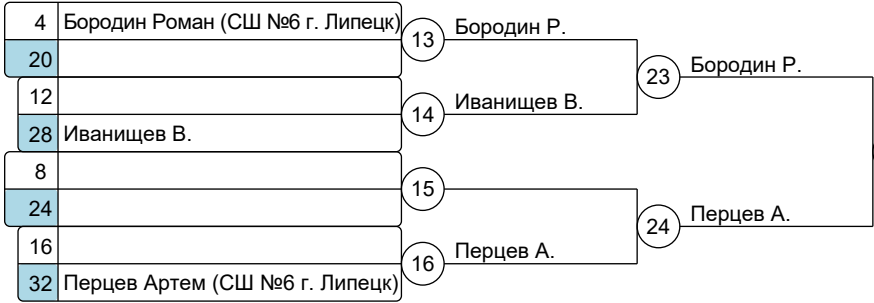 4 Бородин Роман (СШ №6 г. Липецк)
20
13 Бородин Р.
12
28 Иванищев В.
14 Иванищев В.
23 Бородин Р.
8
24
15
16
32 Перцев Артем (СШ №6 г. Липецк)
16 Перцев А.
24 Перцев А.